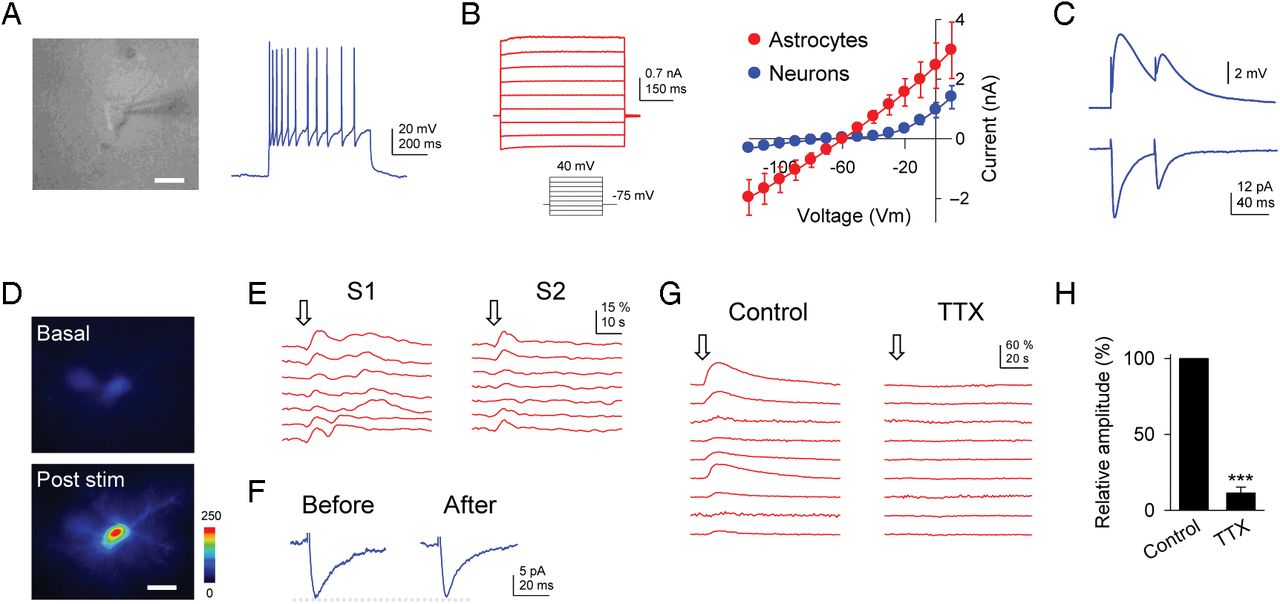 A
20 mV
200 ms
B
0.7 nA
150 ms
40 mV
-75 mV
Astrocytes
Neurons
4
2
0
–2
-100
-60
-20
Current (nA)
Voltage (Vm)
C
2 mV
12 pA
40 ms
D
Basal
Post stim
250
0
E
S1
S2
15 %
10 s
F
Before
After
5 pA
20 ms
G
Control
TTX
60 %
20 s
H
Relative amplitude (%)
100
50
0
***
Control
TTX